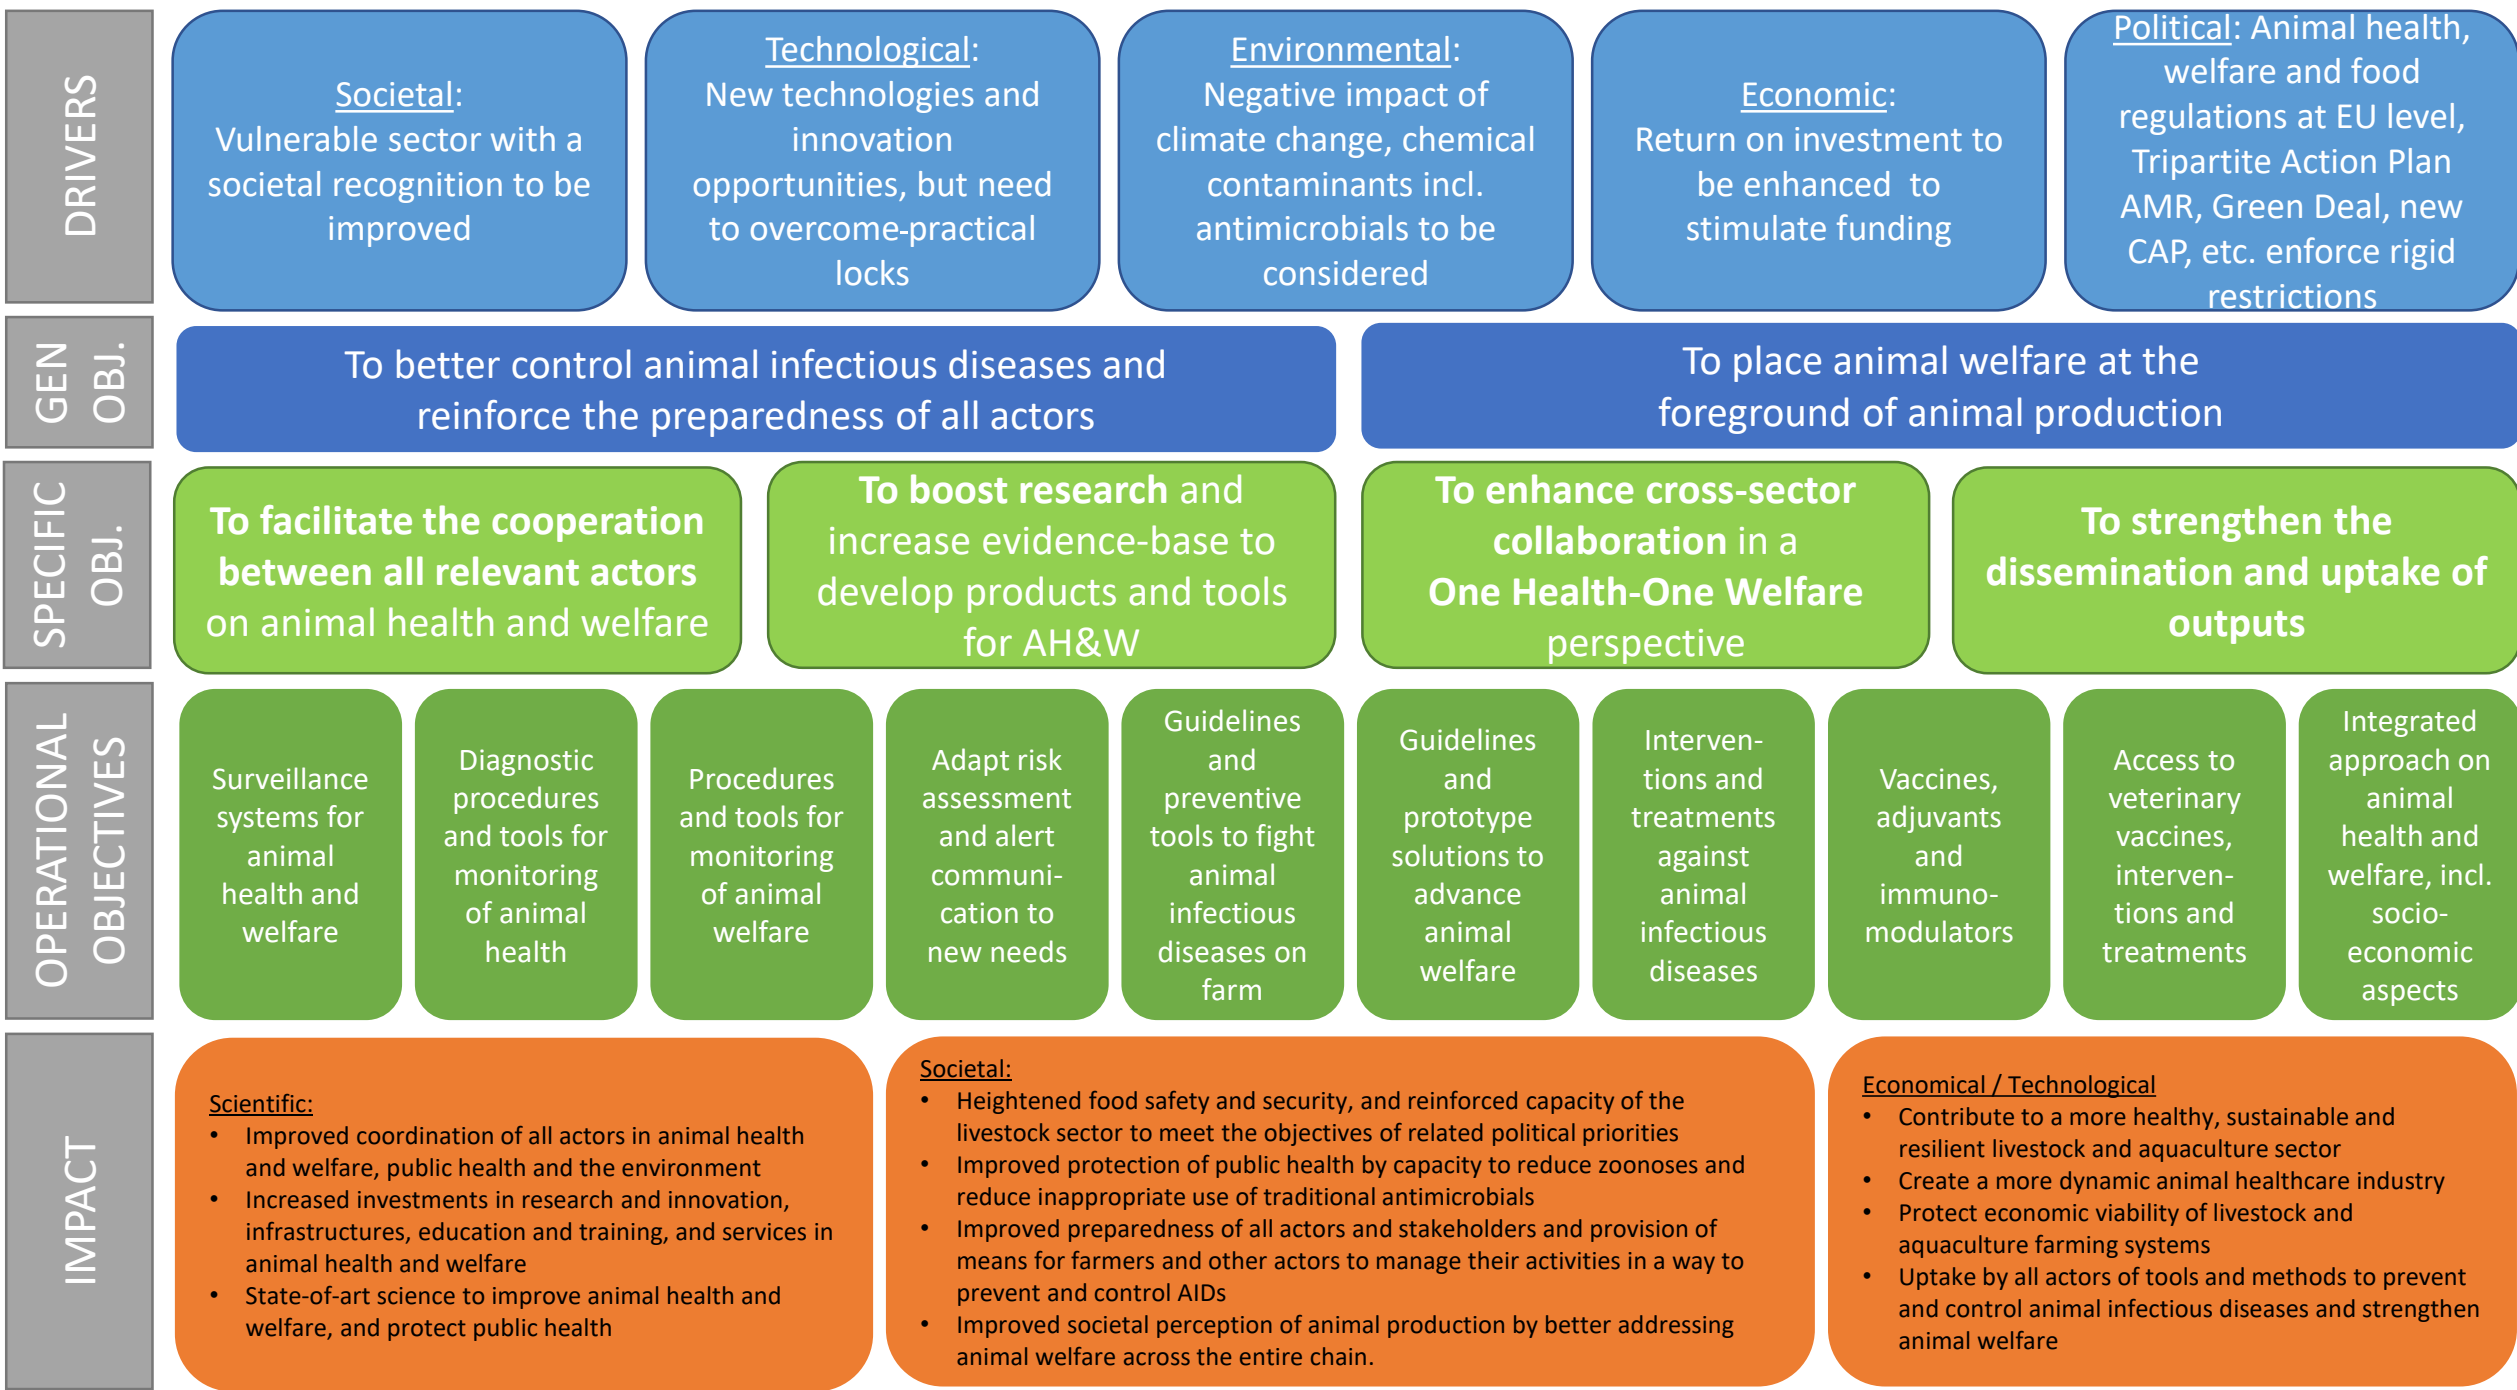 DRIVERS
Societal:
Vulnerable sector with a
societal recognition to be
improved
Technological:
New technologies and
innovation
opportunities, but need
to overcome-practical
locks
Environmental:
Negative impact of
climate change, chemical
contaminants incl.
antimicrobials to be
considered
Economic:
Return on investment to
be enhanced  to
stimulate funding
Political: Animal health,
welfare and food
regulations at EU level,
Tripartite Action Plan
AMR, Green Deal, new
CAP, etc. enforce rigid
restrictions
GEN
OBJ.
To better control animal infectious diseases and
reinforce the preparedness of all actors
To place animal welfare at the
foreground of animal production
SPECIFIC
OBJ.
To facilitate the cooperation
between all relevant actors
on animal health and welfare
To boost research and
increase evidence-base to
develop products and tools
for AH&W
To enhance cross-sector
collaboration in a
One Health-One Welfare
perspective
To strengthen the
dissemination and uptake of
outputs
OPERATIONAL
OBJECTIVES
Surveillance
systems for
animal
health and
welfare
Diagnostic
procedures
and tools for
monitoring
of animal
health
Procedures
and tools for
monitoring
of animal
welfare
Adapt risk
assessment
and alert
communi-
cation to
new needs
Guidelines
and
preventive
tools to fight
animal
infectious
diseases on
farm
Guidelines
and
prototype
solutions to
advance
animal
welfare
Interven-
tions and
treatments
against
animal
infectious
diseases
Vaccines,
adjuvants
and
immuno-
modulators
Access to
veterinary
vaccines,
interven-
tions and
treatments
Integrated
approach on
animal
health and
welfare, incl.
socio-
economic
aspects
IMPACT
Scientific:
• Improved coordination of all actors in animal health
and welfare, public health and the environment
• Increased investments in research and innovation,
infrastructures, education and training, and services in
animal health and welfare
• State-of-art science to improve animal health and
welfare, and protect public health
Societal:
• Heightened food safety and security, and reinforced capacity of the
livestock sector to meet the objectives of related political priorities
• Improved protection of public health by capacity to reduce zoonoses and
reduce inappropriate use of traditional antimicrobials
• Improved preparedness of all actors and stakeholders and provision of
means for farmers and other actors to manage their activities in a way to
prevent and control AIDs
• Improved societal perception of animal production by better addressing
animal welfare across the entire chain.
Economical / Technological
• Contribute to a more healthy, sustainable and
resilient livestock and aquaculture sector
• Create a more dynamic animal healthcare industry
• Protect economic viability of livestock and
aquaculture farming systems
• Uptake by all actors of tools and methods to prevent
and control animal infectious diseases and strengthen
animal welfare